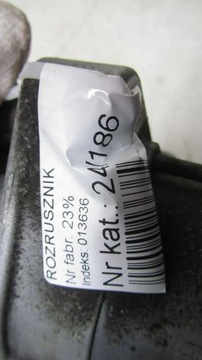 ROZRUSZNIK
Nr fabr. 23%
Indeks: 013636
Nr kat.: 24186